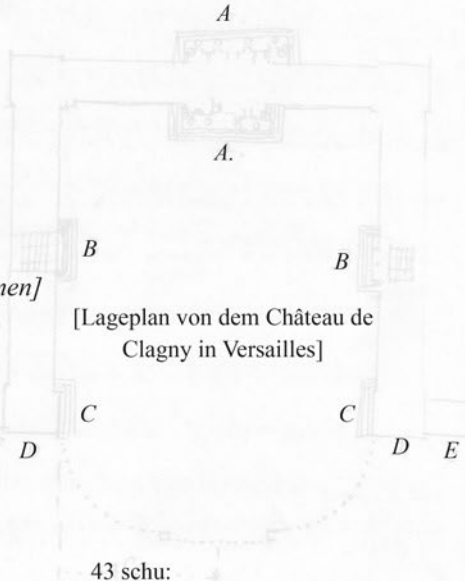 A
A.
B B
nen]
[Lageplan von dem Château de
Clagny in Versailles]
C C
D D E
43 schu: